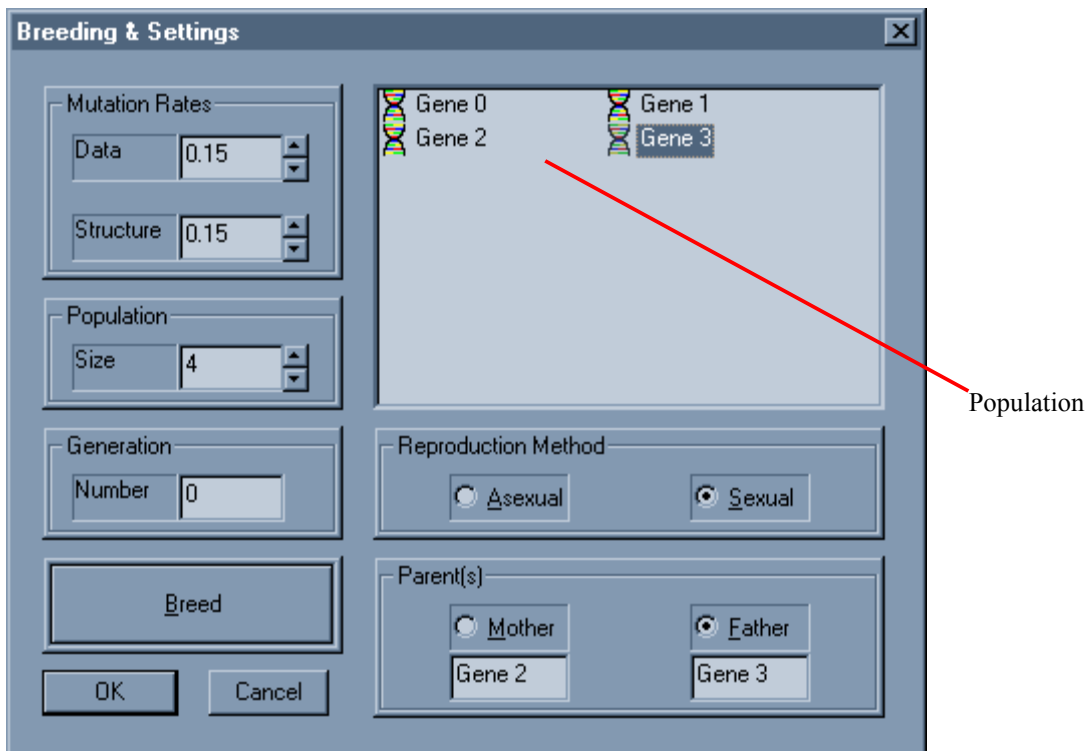 Breeding & Settings
Mutation Rates
Data 0.15
Structure 0.15
Population
Size 4
Generation
Number 0
Breed
OK Cancel
Gene 0 Gene 1
Gene 2 Gene 3
Reproduction Method
Asexual Sexual
Parent(s)
Mother Father
Gene 2 Gene 3
Population